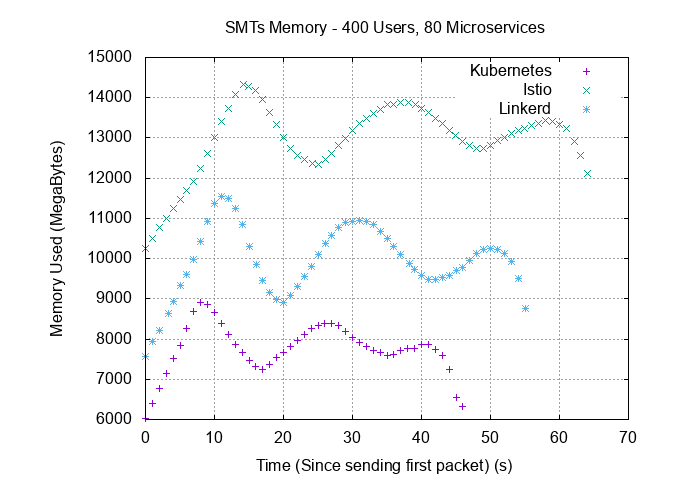 SMTs Memory - 400 Users, 80 Microservices
15000
14000
13000
12000
11000
10000
9000
8000
7000
6000
Memory Used (MegaBytes)
Kubernetes
Istio
Linkerd
0 10 20 30 40 50 60 70
Time (Since sending first packet) (s)